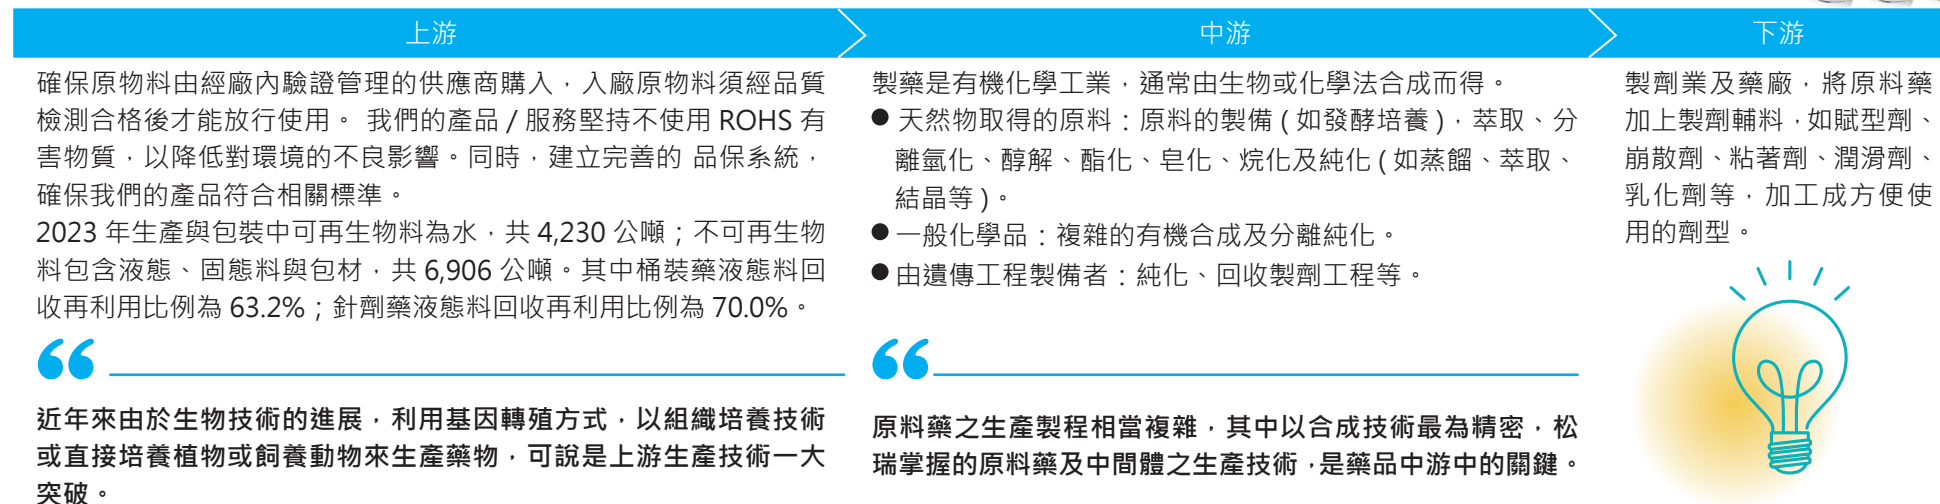 上游
確保原物料由經廠內驗證管理的供應商購入，入廠原物料須經品質
檢測合格後才能放行使用。 我們的產品 / 服務堅持不使用 ROHS 有
害物質，以降低對環境的不良影響。同時，建立完善的 品保系統，
確保我們的產品符合相關標準。
2023 年生產與包裝中可再生物料為水，共 4,230 公噸；不可再生物
料包含液態、固態料與包材，共 6,906 公噸。其中桶裝藥液態料回
收再利用比例為 63.2%；針劑藥液態料回收再利用比例為 70.0%。
近年來由於生物技術的進展，利用基因轉殖方式，以組織培養技術
或直接培養植物或飼養動物來生產藥物，可說是上游生產技術一大
突破。
中游
製藥是有機化學工業，通常由生物或化學法合成而得。
● 天然物取得的原料：原料的製備 ( 如發酵培養 )，萃取、分
離氫化、醇解、酯化、皂化、烷化及純化 ( 如蒸餾、萃取、
結晶等 )。
● 一般化學品：複雜的有機合成及分離純化。
● 由遺傳工程製備者：純化、回收製劑工程等。
原料藥之生產製程相當複雜，其中以合成技術最為精密，松
瑞掌握的原料藥及中間體之生產技術，是藥品中游中的關鍵。
下游
製劑業及藥廠，將原料藥
加上製劑輔料，如賦型劑、
崩散劑、粘著劑、潤滑劑、
乳化劑等，加工成方便使
用的劑型。